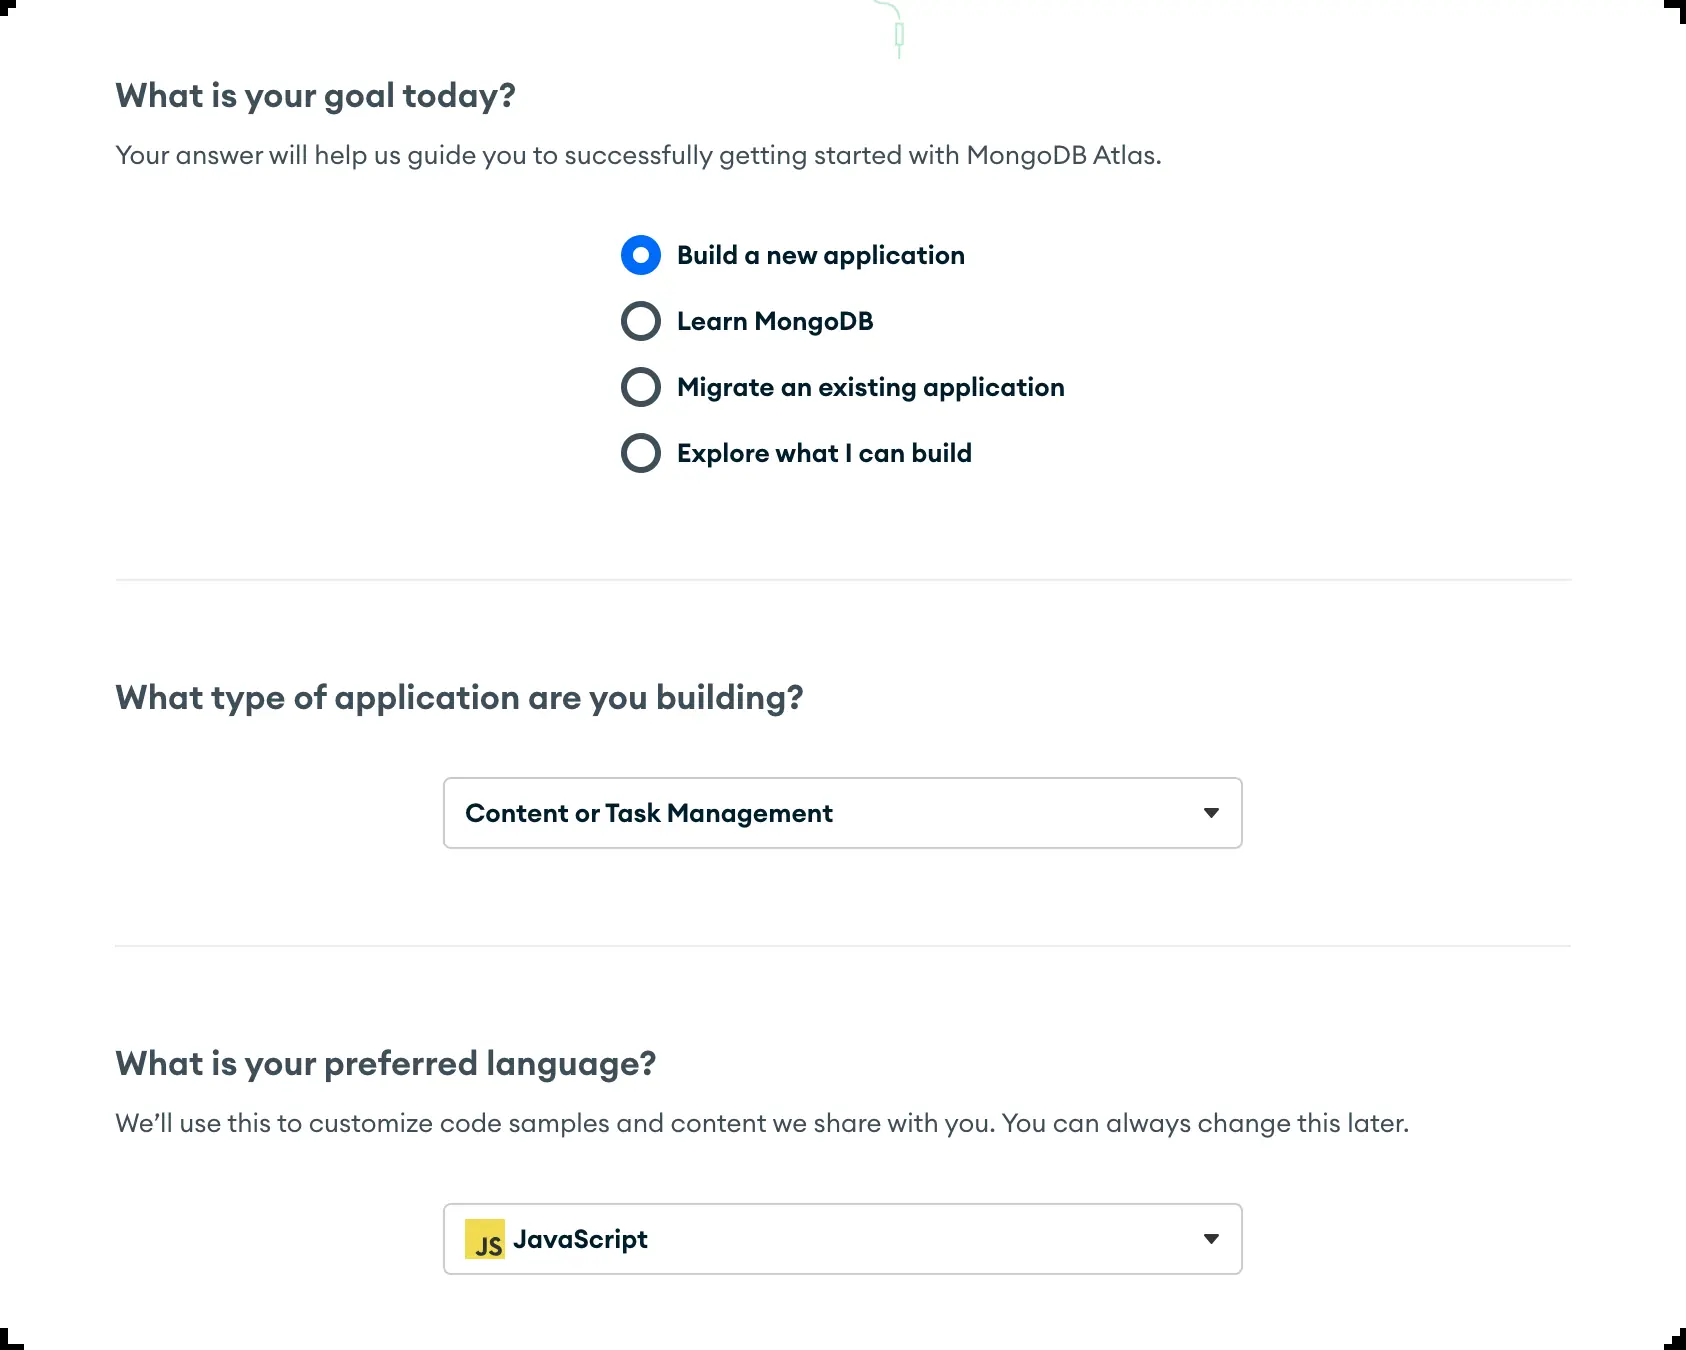 What is your goal today?
Your answer will help us guide you to successfully getting started with MongoDB Atlas.
Build a new application
Learn MongoDB
Migrate an existing application
Explore what I can build
What type of application are you building?
Content or Task Management
What is your preferred language?
We’ll use this to customize code samples and content we share with you. You can always change this later.
JS JavaScript